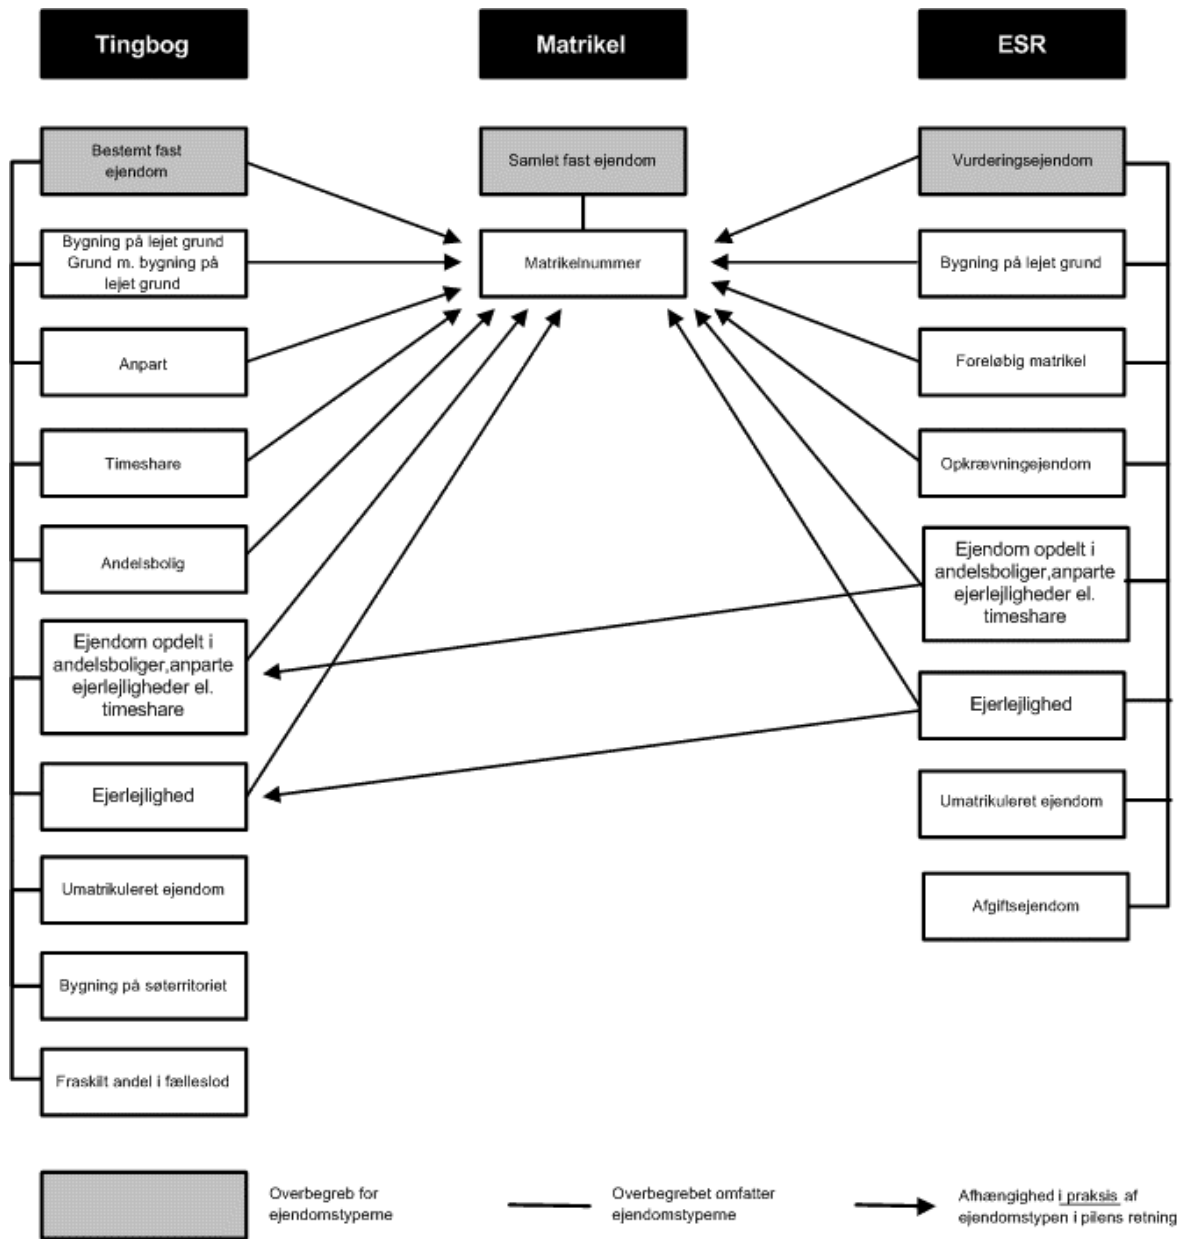 Tingbog
Matrikel
ESR
Bestemt fast
ejendom
Bygning på lejet grund
Grund m. bygning på
lejet grund
Anpart
Timeshare
Andelsbolig
Ejendom opdelt i
andelsboliger,anparte
ejerlejligheder el.
timeshare
Ejerlejlighed
Umatrikuleret ejendom
Bygning på søterritoriet
Fraskilt andel i fælleslod
Samlet fast ejendom
Matrikelnummer
Vurderingsejendom
Bygning på lejet grund
Foreløbig matrikel
Opkrævningejendom
Ejendom opdelt i
andelsboliger,anparte
ejerlejligheder el.
timeshare
Ejerlejlighed
Umatrikuleret ejendom
Afgiftsejendom
Overbegreb for
ejendomstyperne
Overbegrebet omfatter
ejendomstyperne
Afhængighed i praksis af
ejendomstypen i pilens retning